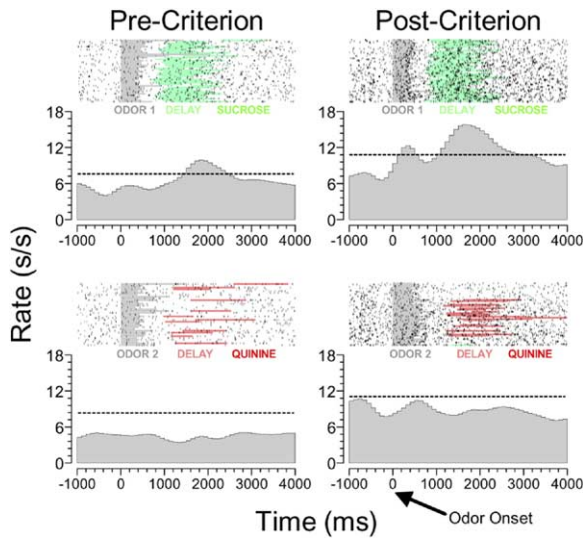 Pre-Criterion Post-Criterion
ODOR 1 DELAY SUCROSE ODOR 1 DELAY SUCROSE
18 18
12 12
6 6
0 0
-1000 0 1000 2000 3000 4000 -1000 0 1000 2000 3000 4000
Rate (s/s)
ODOR 2 DELAY QUININE ODOR 2 DELAY QUININE
18 18
12 12
6 6
0 0
-1000 0 1000 2000 3000 4000 -1000 0 1000 2000 3000 4000
Time (ms)
Odor Onset